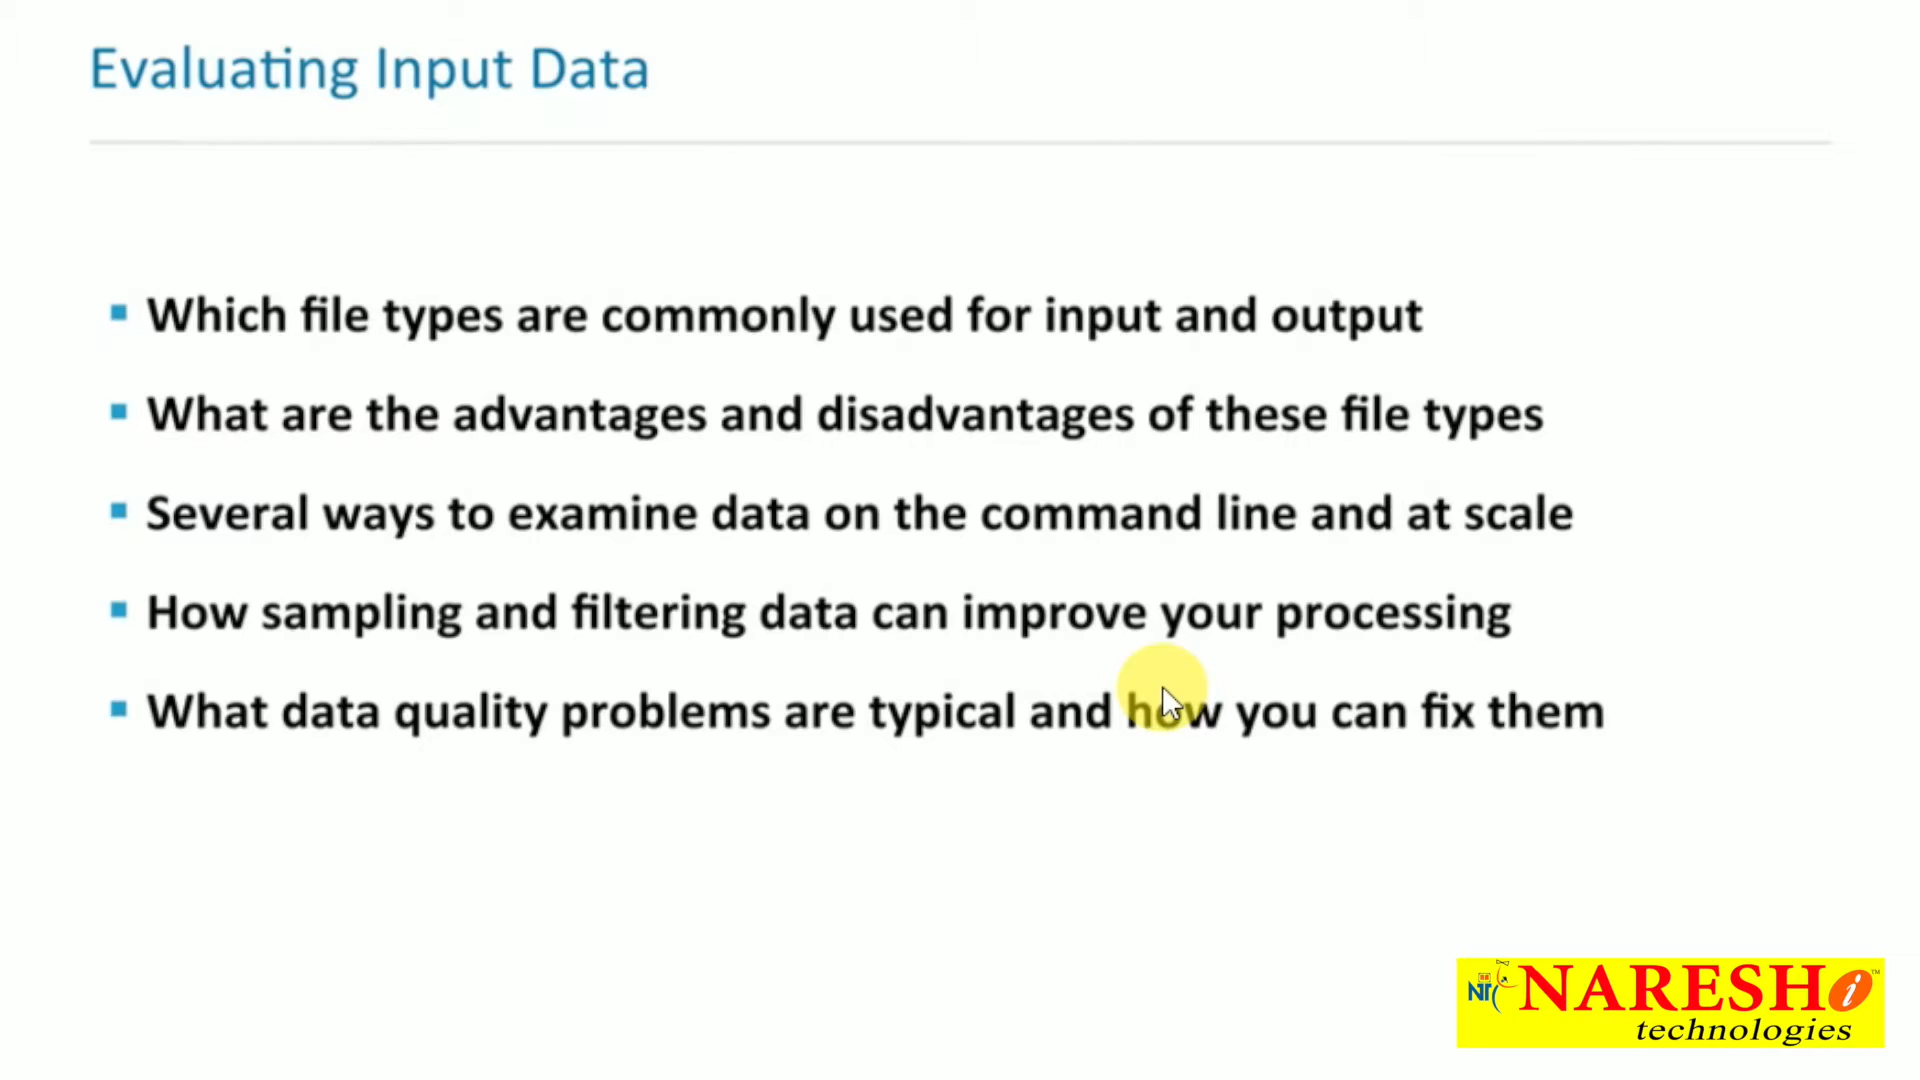 Evaluating Input Data
Which file types are commonly used for input and output
What are the advantages and disadvantages of these file types
Several ways to examine data on the command line and at scale
How sampling and filtering data can improve your processing
What data quality problems are typical and how you can fix them
NARESH i ™
technologies